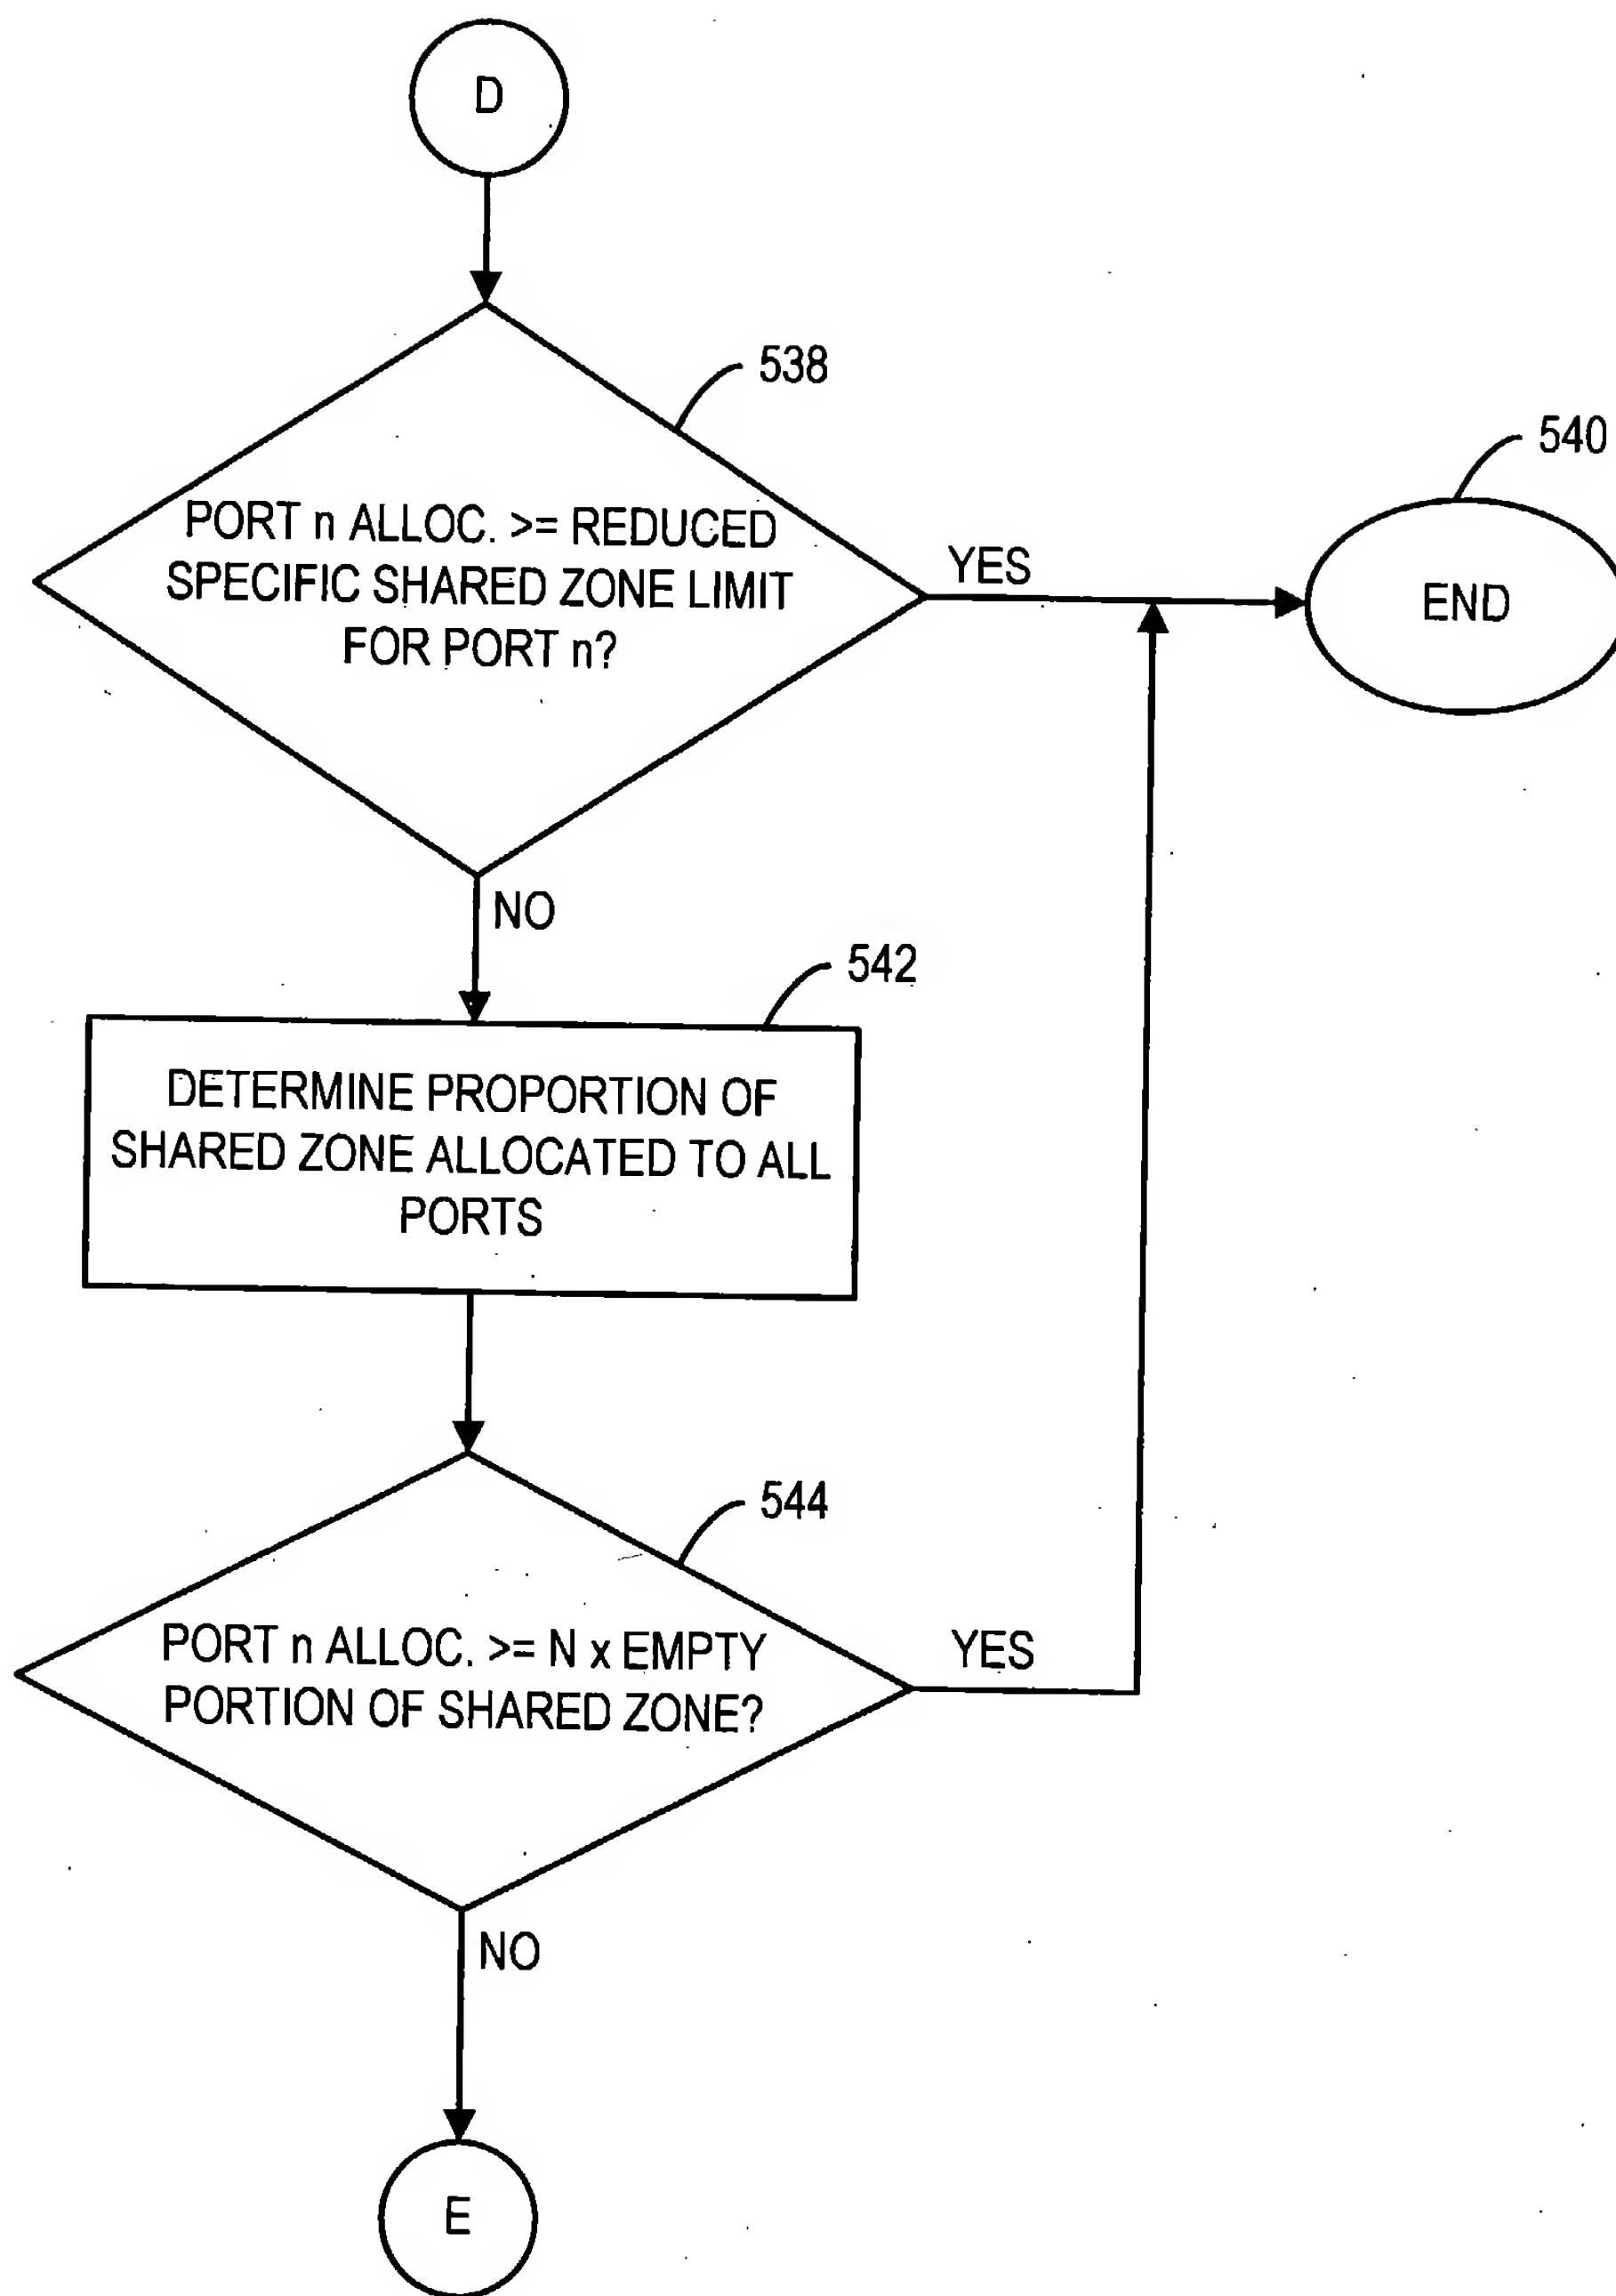 D
538
540
PORT n ALLOC. >= REDUCED
SPECIFIC SHARED ZONE LIMIT
FOR PORT n?
YES
END
NO
542
DETERMINE PROPORTION OF
SHARED ZONE ALLOCATED TO ALL
PORTS
544
PORT n ALLOC. >= N x EMPTY
PORTION OF SHARED ZONE?
YES
NO
E